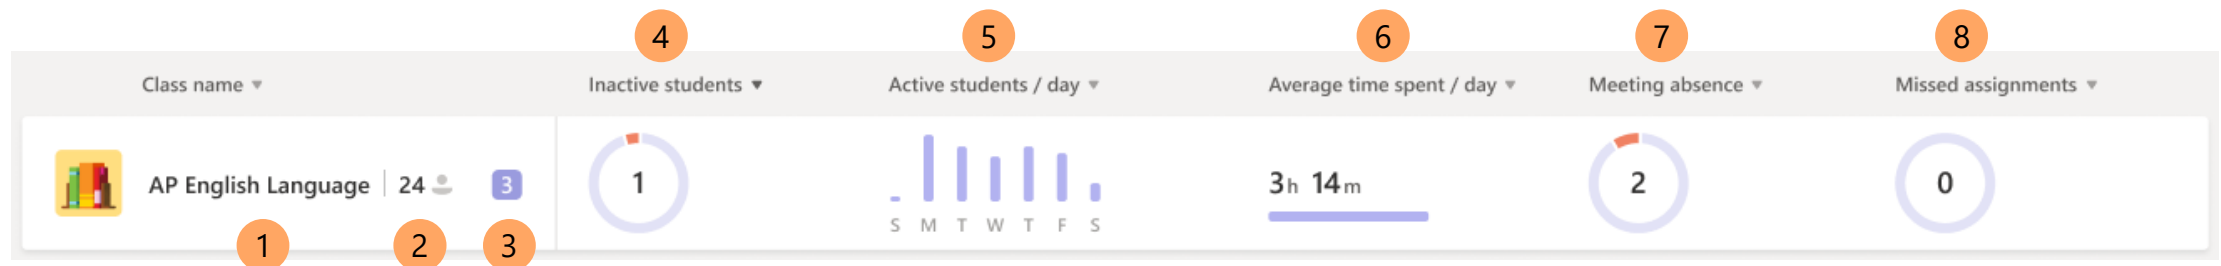 4 5 6 7 8
Class name Inactive students Active students / day Average time spent / day Meeting absence Missed assignments
AP English Language 24 3 1 3h 14m 2 0
S M T W T F S
1 2 3